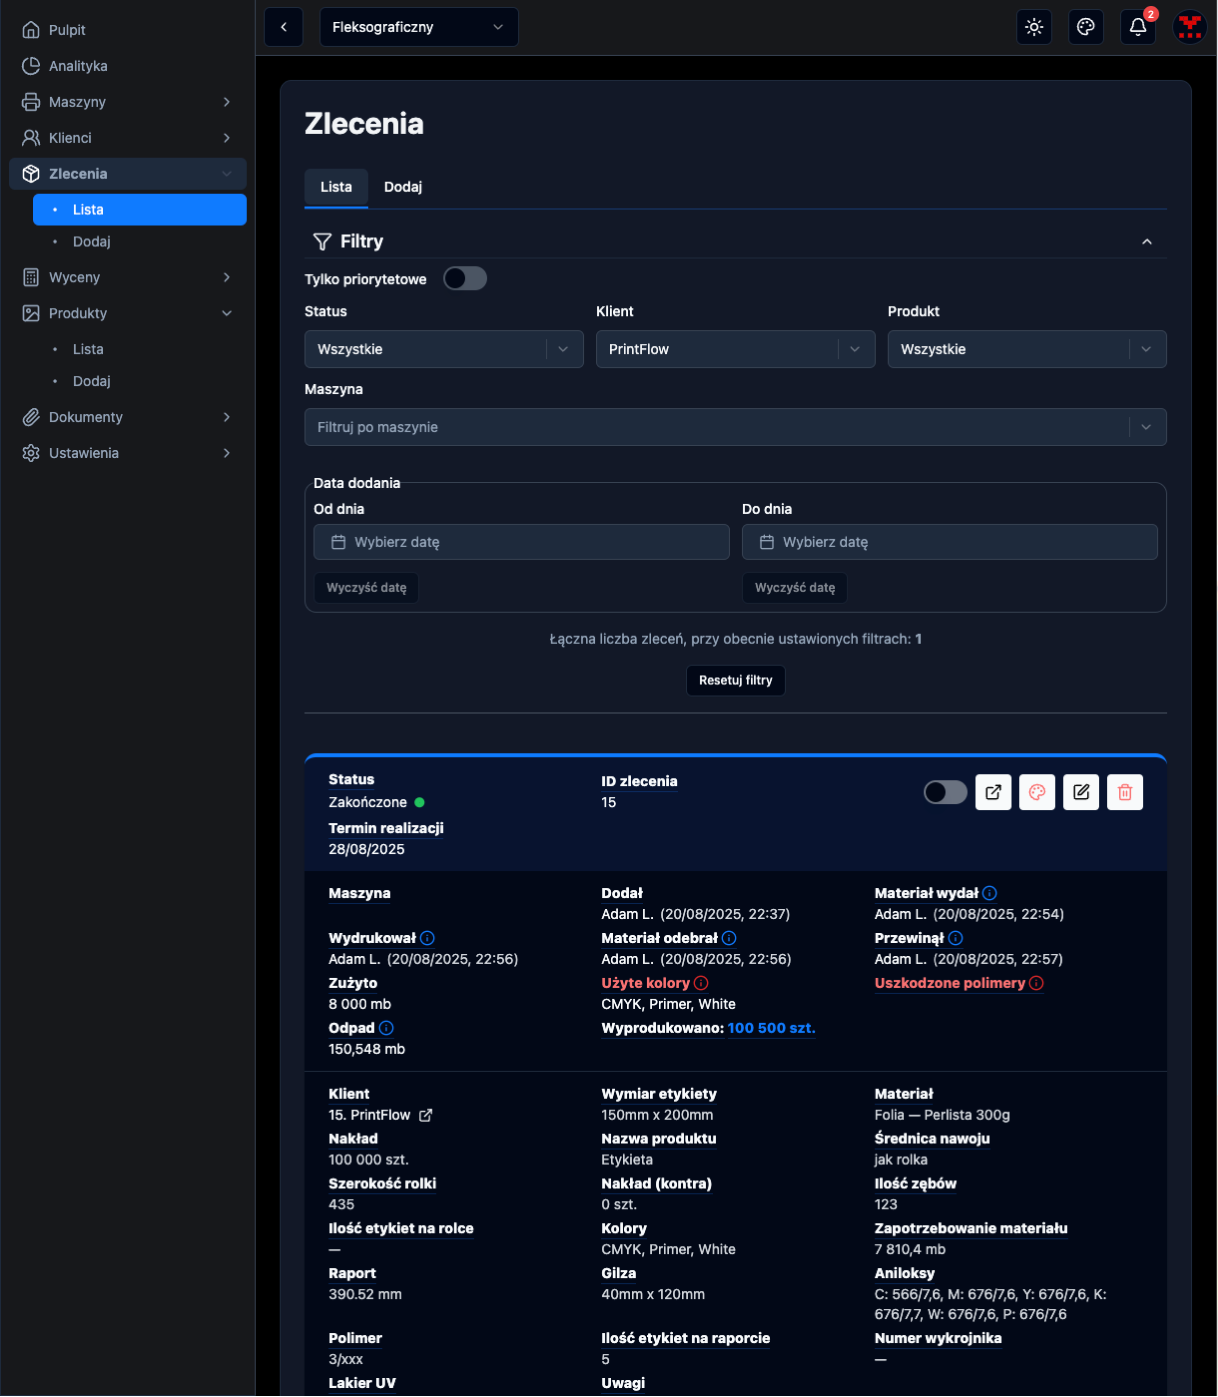 Pulpit
Analityka
Maszyny
Klienci
Zlecenia
Lista
Dodaj
Wyceny
Produkty
Lista
Dodaj
Dokumenty
Ustawienia
Fleksograficzny
2
Zlecenia
Lista
Dodaj
Filtry
Tylko priorytetowe
Status
Klient
Produkt
Wszystkie
PrintFlow
Wszystkie
Maszyna
Filtruj po maszynie
Data dodania
Od dnia
Do dnia
Wybierz datę
Wybierz datę
Wyczyść datę
Wyczyść datę
Łączna liczba zleceń, przy obecnie ustawionych filtrach: 1
Resetuj filtry
Status
Zakończone
Termin realizacji
28/08/2025
ID zlecenia
15
Maszyna
Dodał
Adam L. (20/08/2025, 22:37)
Materiał wydał
Adam L. (20/08/2025, 22:54)
Wydrukował
Adam L. (20/08/2025, 22:56)
Materiał odebrał
Adam L. (20/08/2025, 22:56)
Przewinął
Adam L. (20/08/2025, 22:57)
Zużyto
8 000 mb
Użyte kolory
CMYK, Primer, White
Uszkodzone polimery
Odpad
150,548 mb
Wyprodukowano: 100 500 szt.
Klient
15. PrintFlow
Wymiar etykiety
150mm x 200mm
Materiał
Folia — Perlista 300g
Nakład
100 000 szt.
Nazwa produktu
Etykieta
Średnica nawoju
jak rolka
Szerokość rolki
435
Nakład (kontra)
0 szt.
Ilość zębów
123
Ilość etykiet na rolce
—
Kolory
CMYK, Primer, White
Zapotrzebowanie materiału
7 810,4 mb
Raport
390.52 mm
Gilza
40mm x 120mm
Aniloksy
C: 566/7,6, M: 676/7,6, Y: 676/7,6, K:
676/7,7, W: 676/7,6, P: 676/7,6
Polimer
3/xxx
Ilość etykiet na raporcie
5
Numer wykrojnika
—
Lakier UV
Uwagi